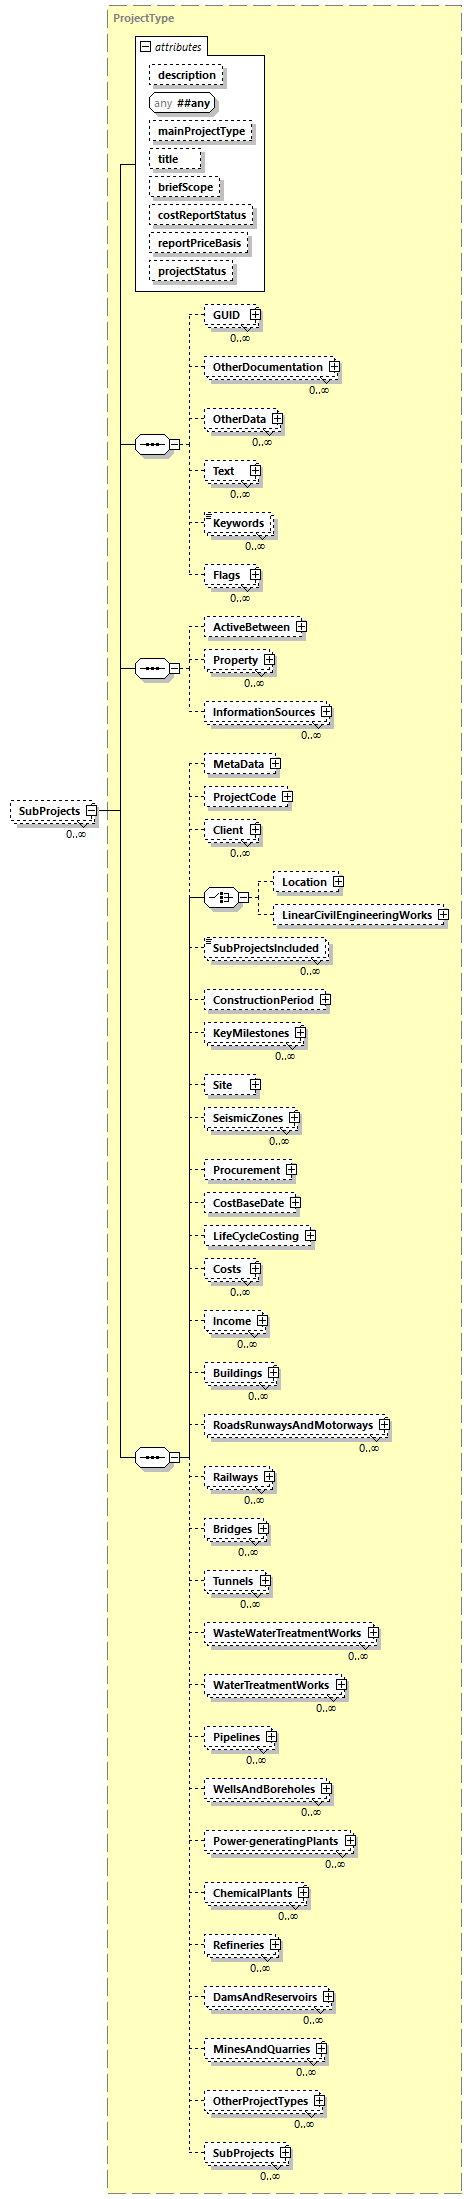 ProjectType
attributes
description
any ##any
mainProjectType
title
briefScope
costReportStatus
reportPriceBasis
projectStatus
GUID
0..∞
OtherDocumentation
0..∞
OtherData
0..∞
Text
0..∞
Keywords
0..∞
Flags
0..∞
ActiveBetween
Property
0..∞
InformationSources
0..∞
SubProjects
0..∞
MetaData
ProjectCode
Client
0..∞
Location
LinearCivilEngineeringWorks
SubProjectsIncluded
0..∞
ConstructionPeriod
KeyMilestones
0..∞
Site
SeismicZones
0..∞
Procurement
CostBaseDate
LifeCycleCosting
Costs
0..∞
Income
0..∞
Buildings
0..∞
RoadsRunwaysAndMotorways
0..∞
Railways
0..∞
Bridges
0..∞
Tunnels
0..∞
WasteWaterTreatmentWorks
0..∞
WaterTreatmentWorks
0..∞
Pipelines
0..∞
WellsAndBoreholes
0..∞
Power-generatingPlants
0..∞
ChemicalPlants
0..∞
Refineries
0..∞
DamsAndReservoirs
0..∞
MinesAndQuarries
0..∞
OtherProjectTypes
0..∞
SubProjects
0..∞